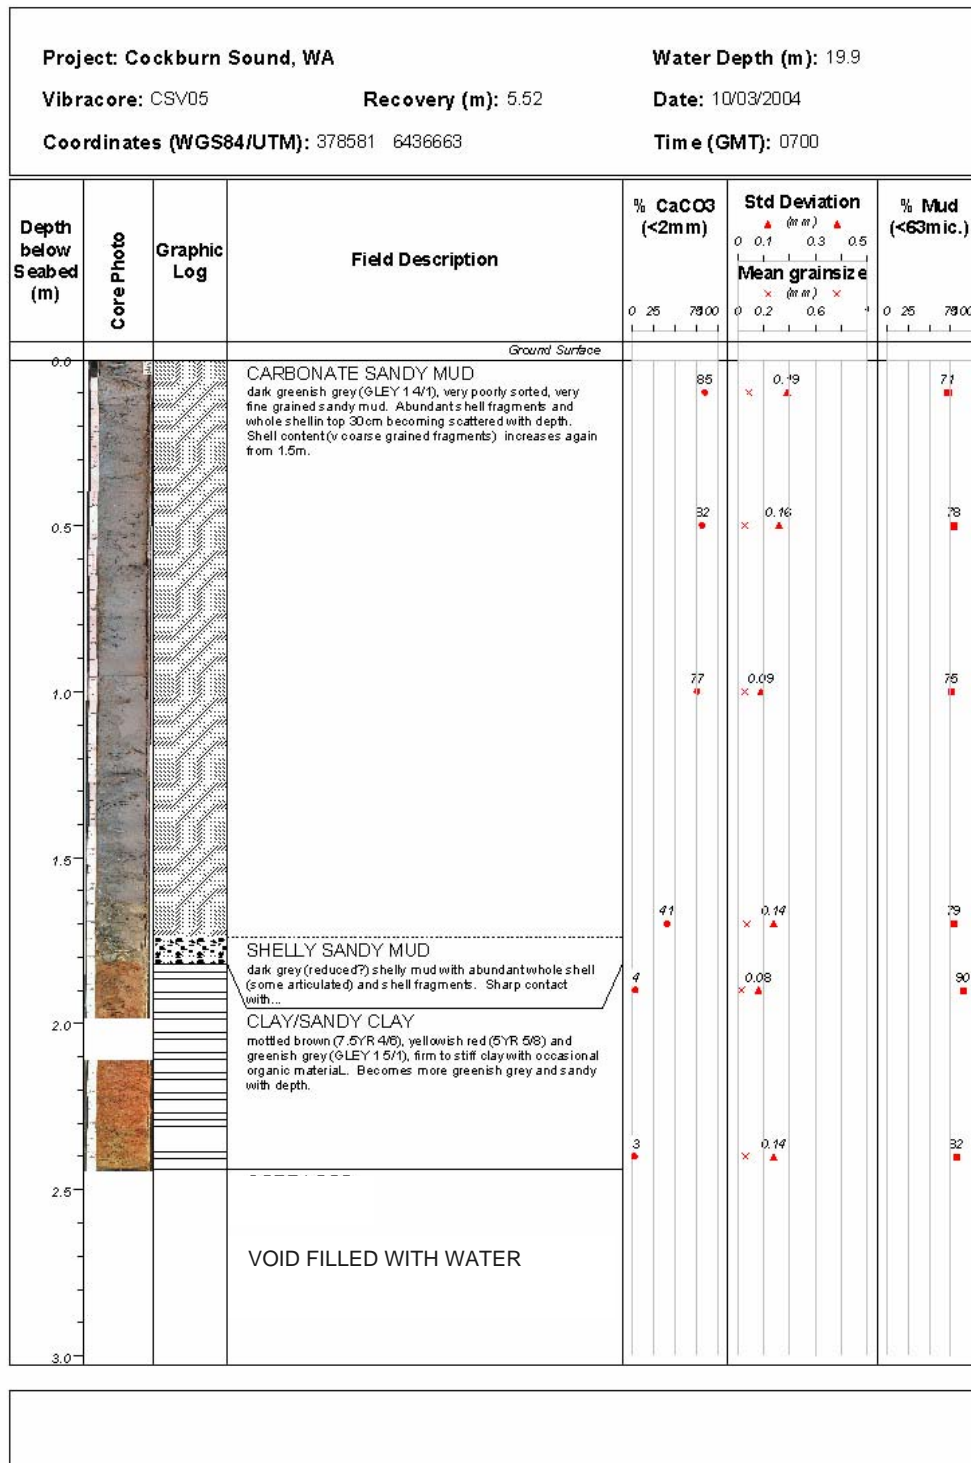 Project: Cockburn Sound, WA
Water Depth (m): 19.9
Vibracore: CSV05
Recovery (m): 5.52
Date: 10/03/2004
Coordinates (WGS84/UTM): 378581 6436663
Time (GMT): 0700
Depth
below
Seabed
(m)
Core Photo
Graphic
Log
Field Description
% CaCO3
(<2mm)
0 25 75 100
Std Deviation
(mm)
0 0.1 0.3 0.5
Mean grainsize
(mm)
0 0.2 0.6
% Mud
(<63mic.)
0 25 75 100
Ground Surface
0.0
CARBONATE SANDY MUD
dark greenish grey (GLEY 1 4/1), very poorly sorted, very
fine grained sandy mud. Abundant shell fragments and
whole shell in top 30cm becoming scattered with depth.
Shell content (v coarse grained fragments) increases again
from 1.5m.
85 0.19 71
0.5
82 0.16 78
1.0
77 0.09 75
1.5
41 0.14 79
SHELLY SANDY MUD
dark grey (reduced?) shelly mud with abundant whole shell
(some articulated) and shell fragments. Sharp contact
with...
4 0.08 90
2.0
CLAY/SANDY CLAY
mottled brown (7.5YR 4/6), yellowish red (5YR 5/8) and
greenish grey (GLEY 1 5/1), firm to stiff clay with occasional
organic material.. Becomes more greenish grey and sandy
with depth.
3 0.14 82
2.5
VOID FILLED WITH WATER
3.0